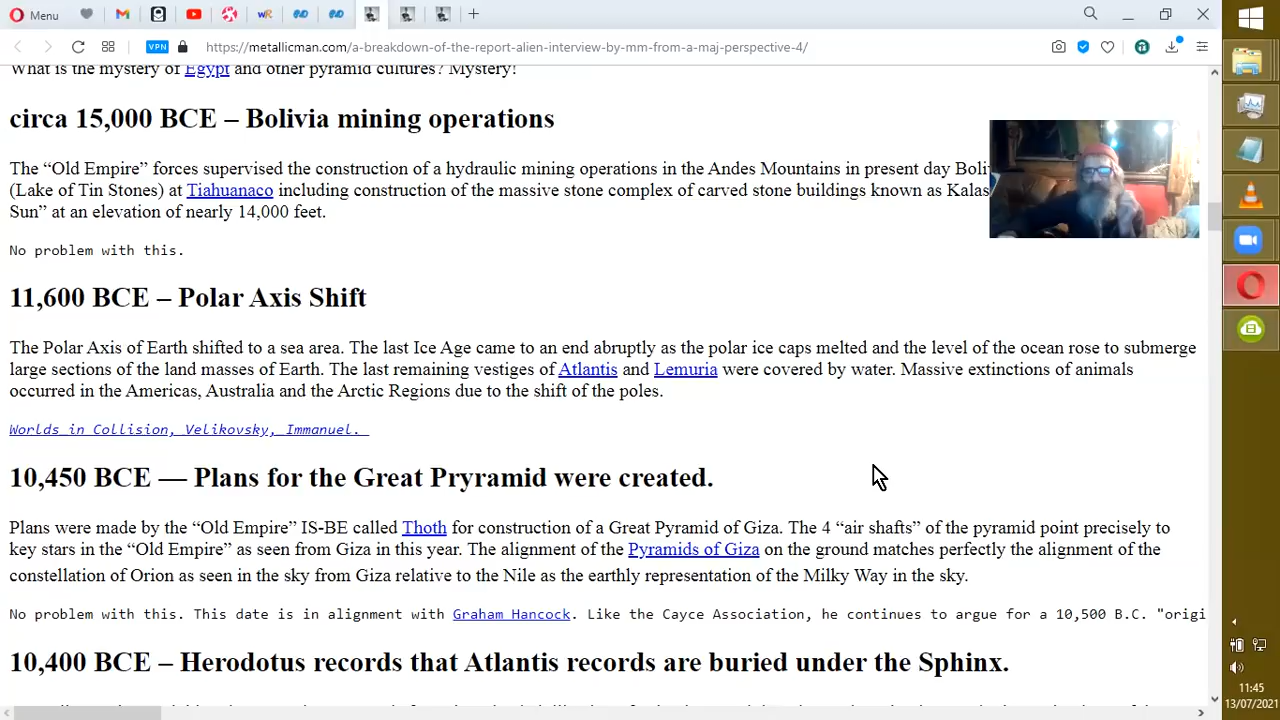 Menu
VPN
https://metallicman.com/a-breakdown-of-the-report-alien-interview-by-mm-from-a-maj-perspective-4/
What is the mystery of Egypt and other pyramid cultures? Mystery!
circa 15,000 BCE – Bolivia mining operations
The “Old Empire” forces supervised the construction of a hydraulic mining operations in the Andes Mountains in present day
(Lake of Tin Stones) at Tiahuanaco including construction of the massive stone complex of carved stone buildings known as
Sun” at an elevation of nearly 14,000 feet.
No problem with this.
11,600 BCE – Polar Axis Shift
The Polar Axis of Earth shifted to a sea area. The last Ice Age came to an end abruptly as the polar ice caps melted and the level of the ocean rose to submerge
large sections of the land masses of Earth. The last remaining vestiges of Atlantis and Lemuria were covered by water. Massive extinctions of animals
occurred in the Americas, Australia and the Arctic Regions due to the shift of the poles.
Worlds in Collision, Velikovsky, Immanuel.
10,450 BCE — Plans for the Great Pryramid were created.
Plans were made by the “Old Empire” IS-BE called Thoth for construction of a Great Pyramid of Giza. The 4 “air shafts” of the pyramid point precisely to
key stars in the “Old Empire” as seen from Giza in this year. The alignment of the Pyramids of Giza on the ground matches perfectly the alignment of the
constellation of Orion as seen in the sky from Giza relative to the Nile as the earthly representation of the Milky Way in the sky.
No problem with this. This date is in alignment with Graham Hancock. Like the Cayce Association, he continues to argue for a 10,500 B.C. "origi
10,400 BCE – Herodotus records that Atlantis records are buried under the Sphinx.
11:45
13/07/2021